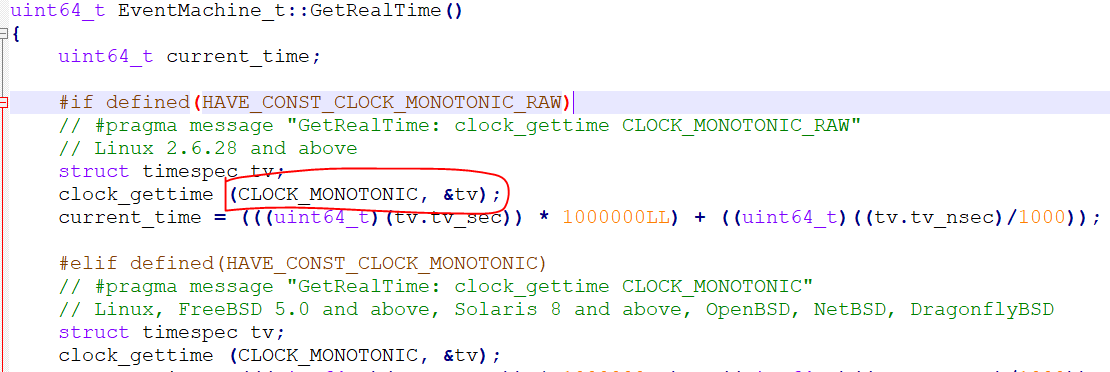 uint64_t EventMachine_t::GetRealTime()
{
uint64_t current_time;
#if defined(HAVE_CONST_CLOCK_MONOTONIC_RAW)
// #pragma message "GetRealTime: clock_gettime CLOCK_MONOTONIC_RAW"
// Linux 2.6.28 and above
struct timespec tv;
clock_gettime (CLOCK_MONOTONIC, &tv);
current_time = (((uint64_t)(tv.tv_sec)) * 1000000LL) + ((uint64_t)((tv.tv_nsec)/1000));
#elif defined(HAVE_CONST_CLOCK_MONOTONIC)
// #pragma message "GetRealTime: clock_gettime CLOCK_MONOTONIC"
// Linux, FreeBSD 5.0 and above, Solaris 8 and above, OpenBSD, NetBSD, DragonflyBSD
struct timespec tv;
clock_gettime (CLOCK_MONOTONIC, &tv);